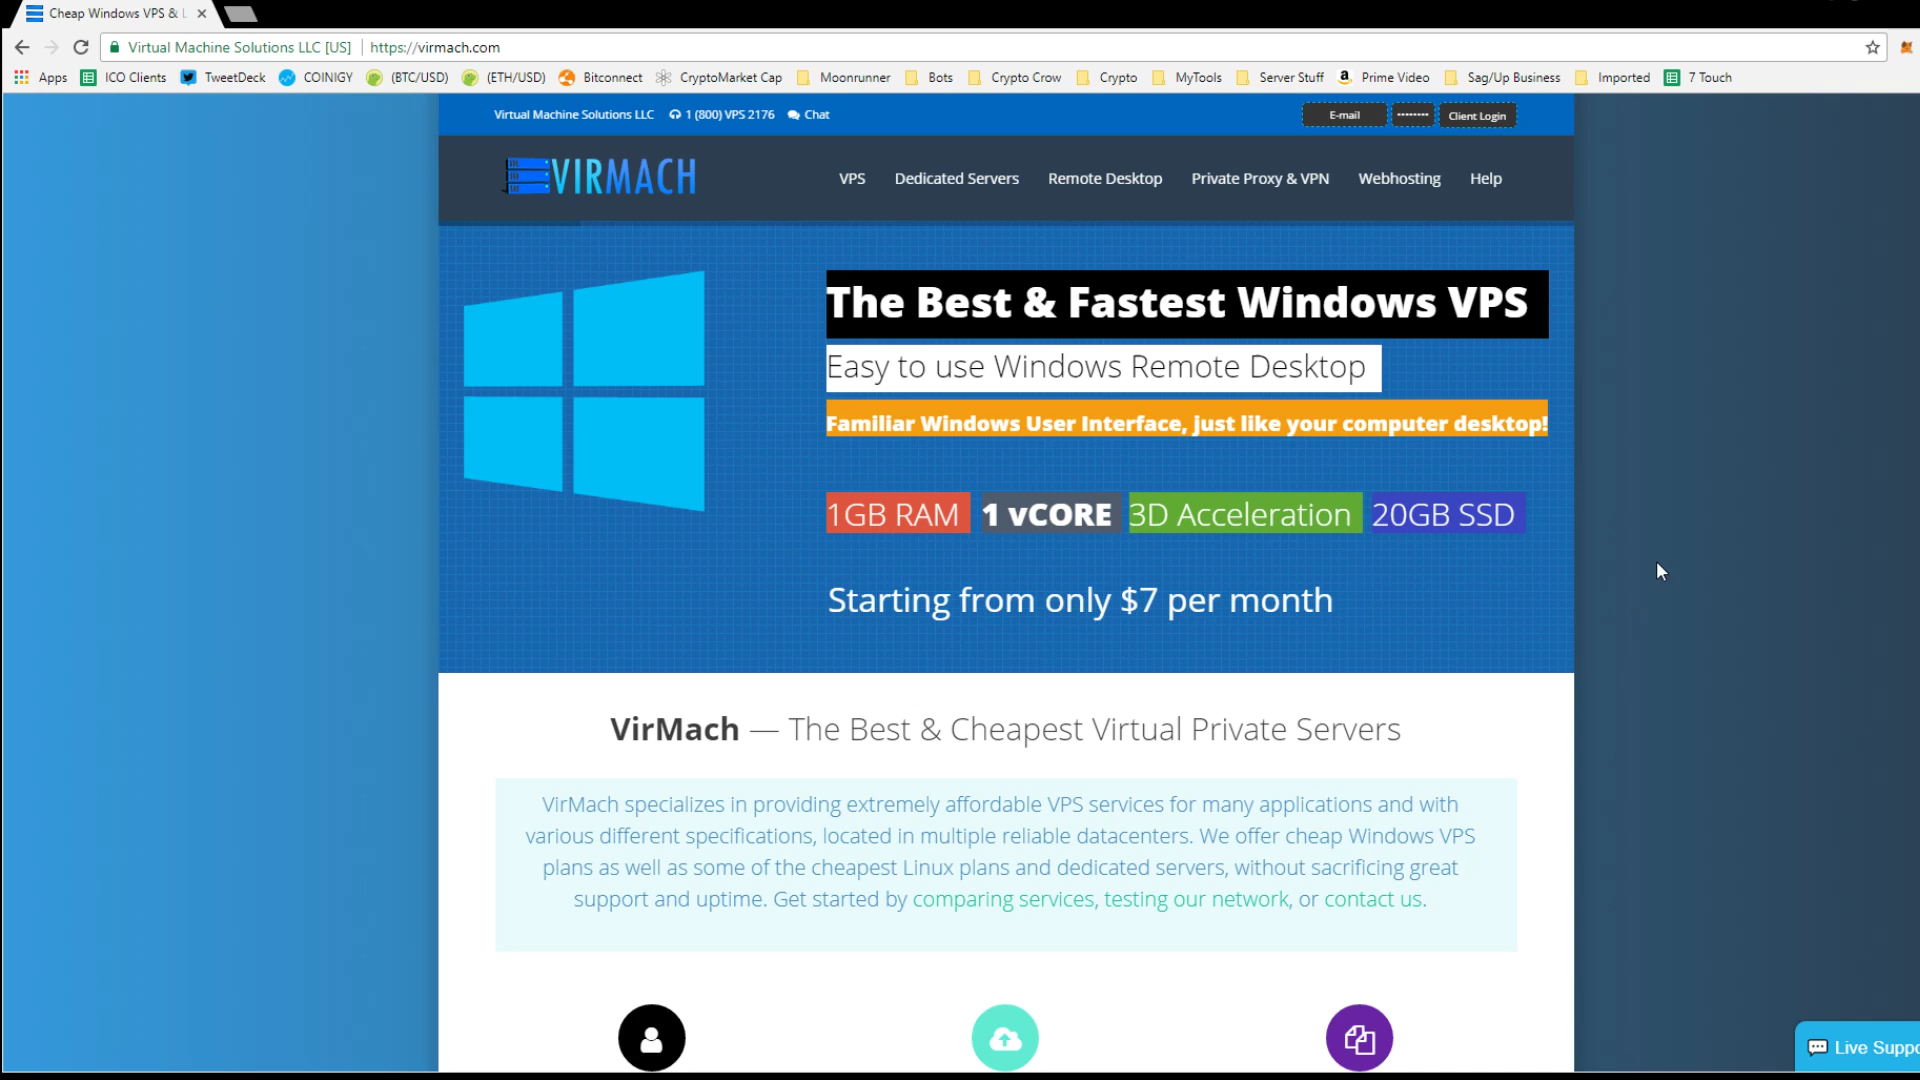 Cheap Windows VPS & L
Virtual Machine Solutions LLC [US] https://virmach.com
Apps ICO Clients TweetDeck COINIGY (BTC/USD) (ETH/USD) Bitconnect CryptoMarket Cap Moonrunner Bots Crypto Crow Crypto MyTools Server Stuff Prime Video Sag/Up Business Imported 7 Touch
Virtual Machine Solutions LLC 1 (800) VPS 2176 Chat E-mail •••••••• Client Login
VIRMACH
VPS Dedicated Servers Remote Desktop Private Proxy & VPN Webhosting Help
The Best & Fastest Windows VPS
Easy to use Windows Remote Desktop
Familiar Windows User Interface, just like your computer desktop!
1GB RAM 1 vCORE 3D Acceleration 20GB SSD
Starting from only $7 per month
VirMach — The Best & Cheapest Virtual Private Servers
VirMach specializes in providing extremely affordable VPS services for many applications and with
various different specifications, located in multiple reliable datacenters. We offer cheap Windows VPS
plans as well as some of the cheapest Linux plans and dedicated servers, without sacrificing great
support and uptime. Get started by comparing services, testing our network, or contact us.
Live Suppo